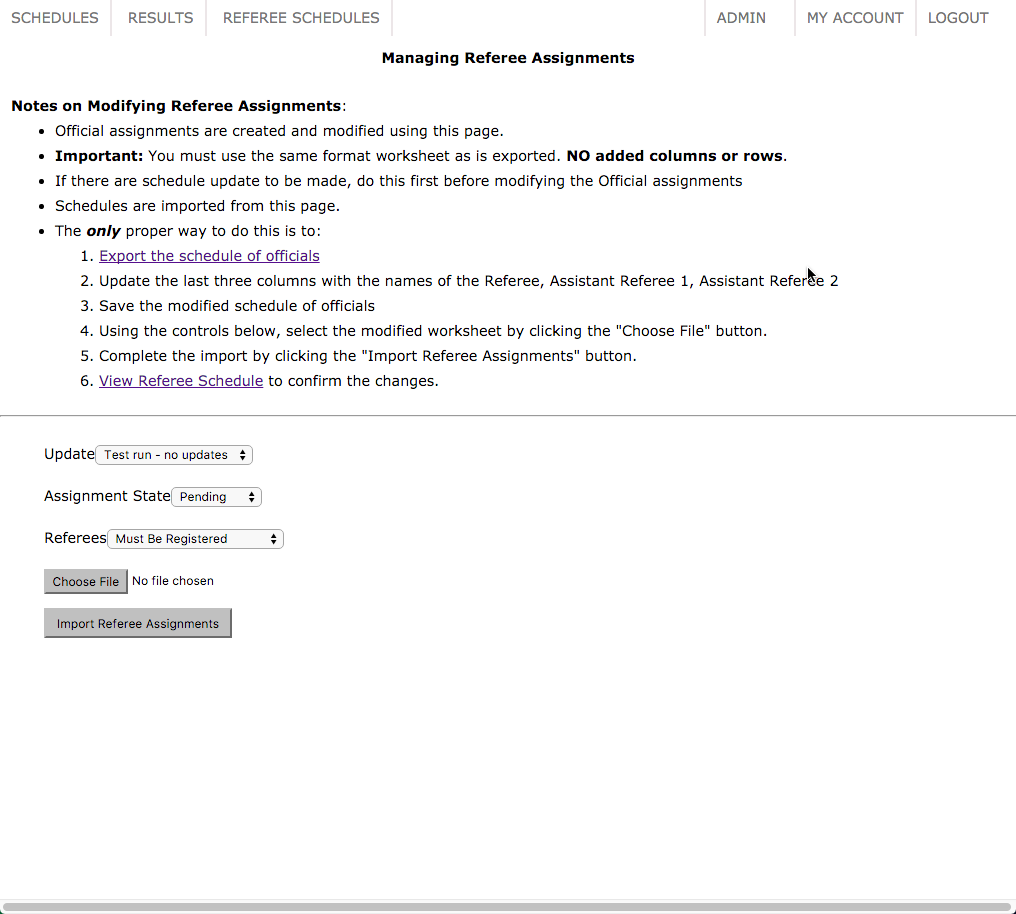 SCHEDULES RESULTS REFEREE SCHEDULES ADMIN MY ACCOUNT LOGOUT
Managing Referee Assignments
Notes on Modifying Referee Assignments:
• Official assignments are created and modified using this page.
• Important: You must use the same format worksheet as is exported. NO added columns or rows.
• If there are schedule update to be made, do this first before modifying the Official assignments
• Schedules are imported from this page.
• The only proper way to do this is to:
1. Export the schedule of officials
2. Update the last three columns with the names of the Referee, Assistant Referee 1, Assistant Referee 2
3. Save the modified schedule of officials
4. Using the controls below, select the modified worksheet by clicking the "Choose File" button.
5. Complete the import by clicking the "Import Referee Assignments" button.
6. View Referee Schedule to confirm the changes.
Update Test run - no updates
Assignment State Pending
Referees Must Be Registered
Choose File No file chosen
Import Referee Assignments